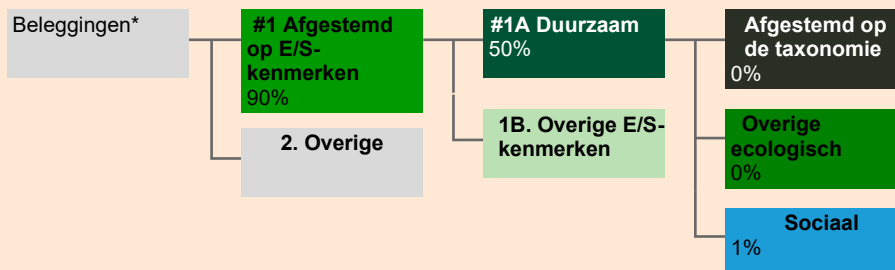 Beleggingen*
#1 Afgestemd
op E/S-
kenmerken
90%
2. Overige
#1A Duurzaam
50%
1B. Overige E/S-
kenmerken
Afgestemd op
de taxonomie
0%
Overige
ecologisch
0%
Sociaal
1%